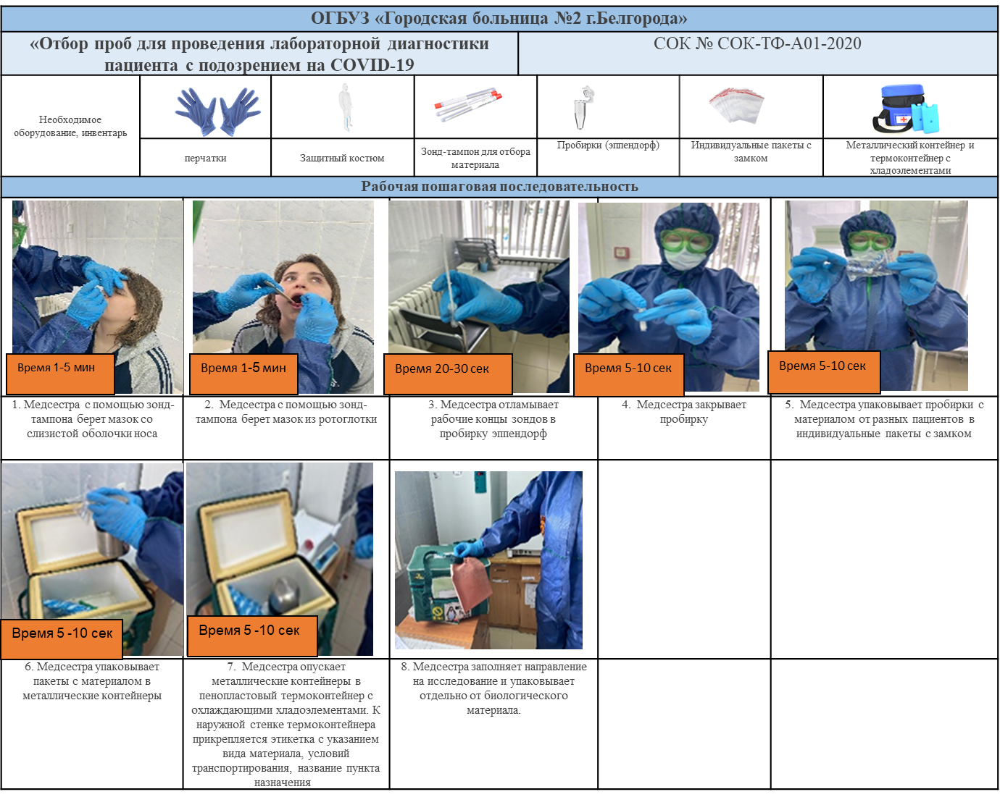 ОГБУЗ «Городская больница №2 г.Белгорода»
«Отбор проб для проведения лабораторной диагностики
пациента с подозрением на COVID-19
СОК № СОК-ТФ-А01-2020
Необходимое
оборудование, инвентарь
перчатки
Защитный костюм
Зонд-тампон для отбора
материала
Пробирки (эппендорф)
Индивидуальные пакеты с
замком
Металлический контейнер и
термоконтейнер с
хладоэлементами
Рабочая пошаговая последовательность
Время 1-5 мин
Время 1-5 мин
Время 20-30 сек
Время 5-10 сек
Время 5-10 сек
1. Медсестра с помощью зонд-
тампона берет мазок со
слизистой оболочки носа
2. Медсестра с помощью зонд-
тампона берет мазок из ротоглотки
3. Медсестра отламывает
рабочие концы зондов в
пробирку эппендорф
4. Медсестра закрывает
пробирку
5. Медсестра упаковывает пробирки с
материалом от разных пациентов в
индивидуальные пакеты с замком
Время 5 -10 сек
Время 5 -10 сек
6. Медсестра упаковывает
пакеты с материалом в
металлические контейнеры
7. Медсестра опускает
металлические контейнеры в
пенопластовый термоконтейнер с
охлаждающими хладоэлементами. К
наружной стенке термоконтейнера
прикрепляется этикетка с указанием
вида материала, условий
транспортирования, название пункта
назначения
8. Медсестра заполняет направление
на исследование и упаковывает
отдельно от биологического
материала.